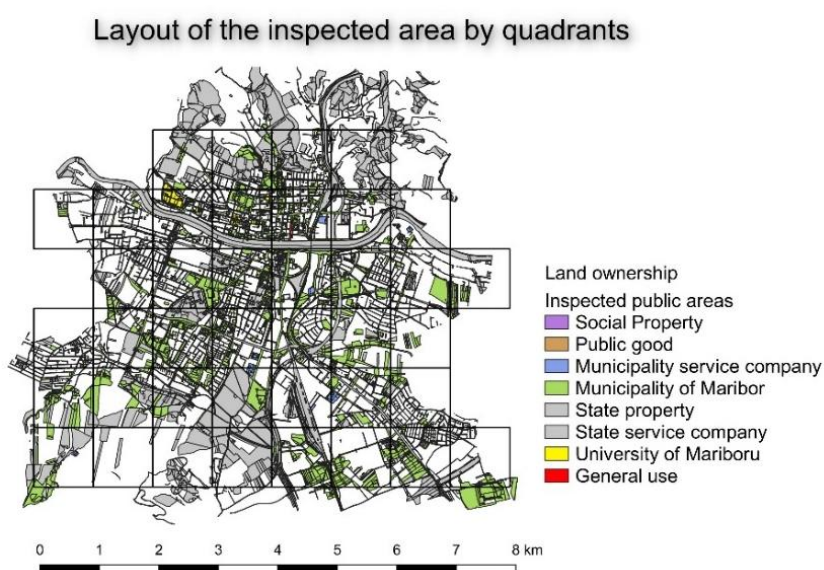 Layout of the inspected area by quadrants
Land ownership
Inspected public areas
Social Property
Public good
Municipality service company
Municipality of Maribor
State property
State service company
University of Mariboru
General use
0 1 2 3 4 5 6 7 8 km